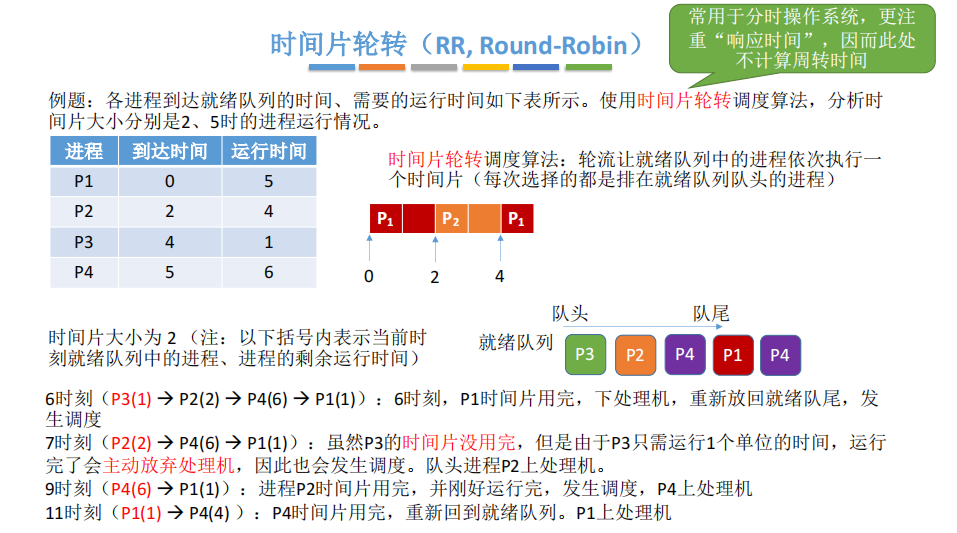 常用于分时操作系统，更注
重“响应时间”，因而此处
不计算周转时间
时间片轮转（RR, Round-Robin）
例题：各进程到达就绪队列的时间、需要的运行时间如下表所示。使用时间片轮转调度算法，分析时
间片大小分别是2、5时的进程运行情况。
进程 到达时间 运行时间
P1 0 5
P2 2 4
P3 4 1
P4 5 6
时间片轮转调度算法：轮流让就绪队列中的进程依次执行一
个时间片（每次选择的都是排在就绪队列队头的进程）
P₁ P₂ P₁
0 2 4
时间片大小为 2 （注：以下括号内表示当前时
刻就绪队列中的进程、进程的剩余运行时间）
队头 队尾
就绪队列 P3 P2 P4 P1 P4
6时刻（P3(1) → P2(2) → P4(6) → P1(1)）：6时刻，P1时间片用完，下处理机，重新放回就绪队尾，发
生调度
7时刻（P2(2) → P4(6) → P1(1)）：虽然P3的时间片没用完，但是由于P3只需运行1个单位的时间，运行
完了会主动放弃处理机，因此也会发生调度。队头进程P2上处理机。
9时刻（P4(6) → P1(1)）：进程P2时间片用完，并刚好运行完，发生调度，P4上处理机
11时刻（P1(1) → P4(4) ）：P4时间片用完，重新回到就绪队列。P1上处理机